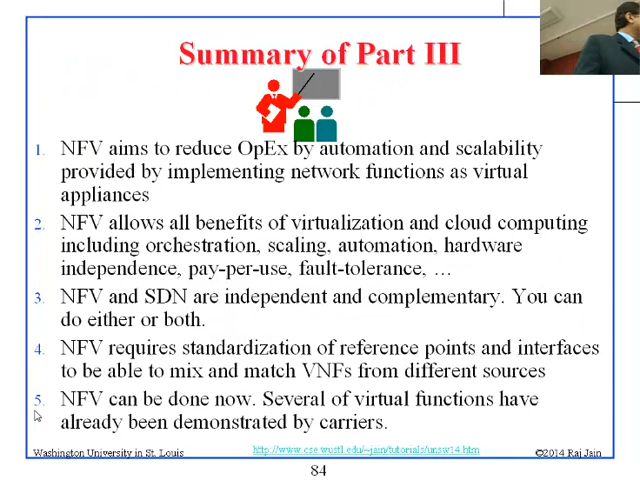 Summary of Part III
1. NFV aims to reduce OpEx by automation and scalability
provided by implementing network functions as virtual
appliances
2. NFV allows all benefits of virtualization and cloud computing
including orchestration, scaling, automation, hardware
independence, pay-per-use, fault-tolerance, …
3. NFV and SDN are independent and complementary. You can
do either or both.
4. NFV requires standardization of reference points and interfaces
to be able to mix and match VNFs from different sources
5. NFV can be done now. Several of virtual functions have
already been demonstrated by carriers.
Washington University in St. Louis http://www.cse.wustl.edu/~jain/tutorials/unsw14.htm ©2014 Raj Jain
84